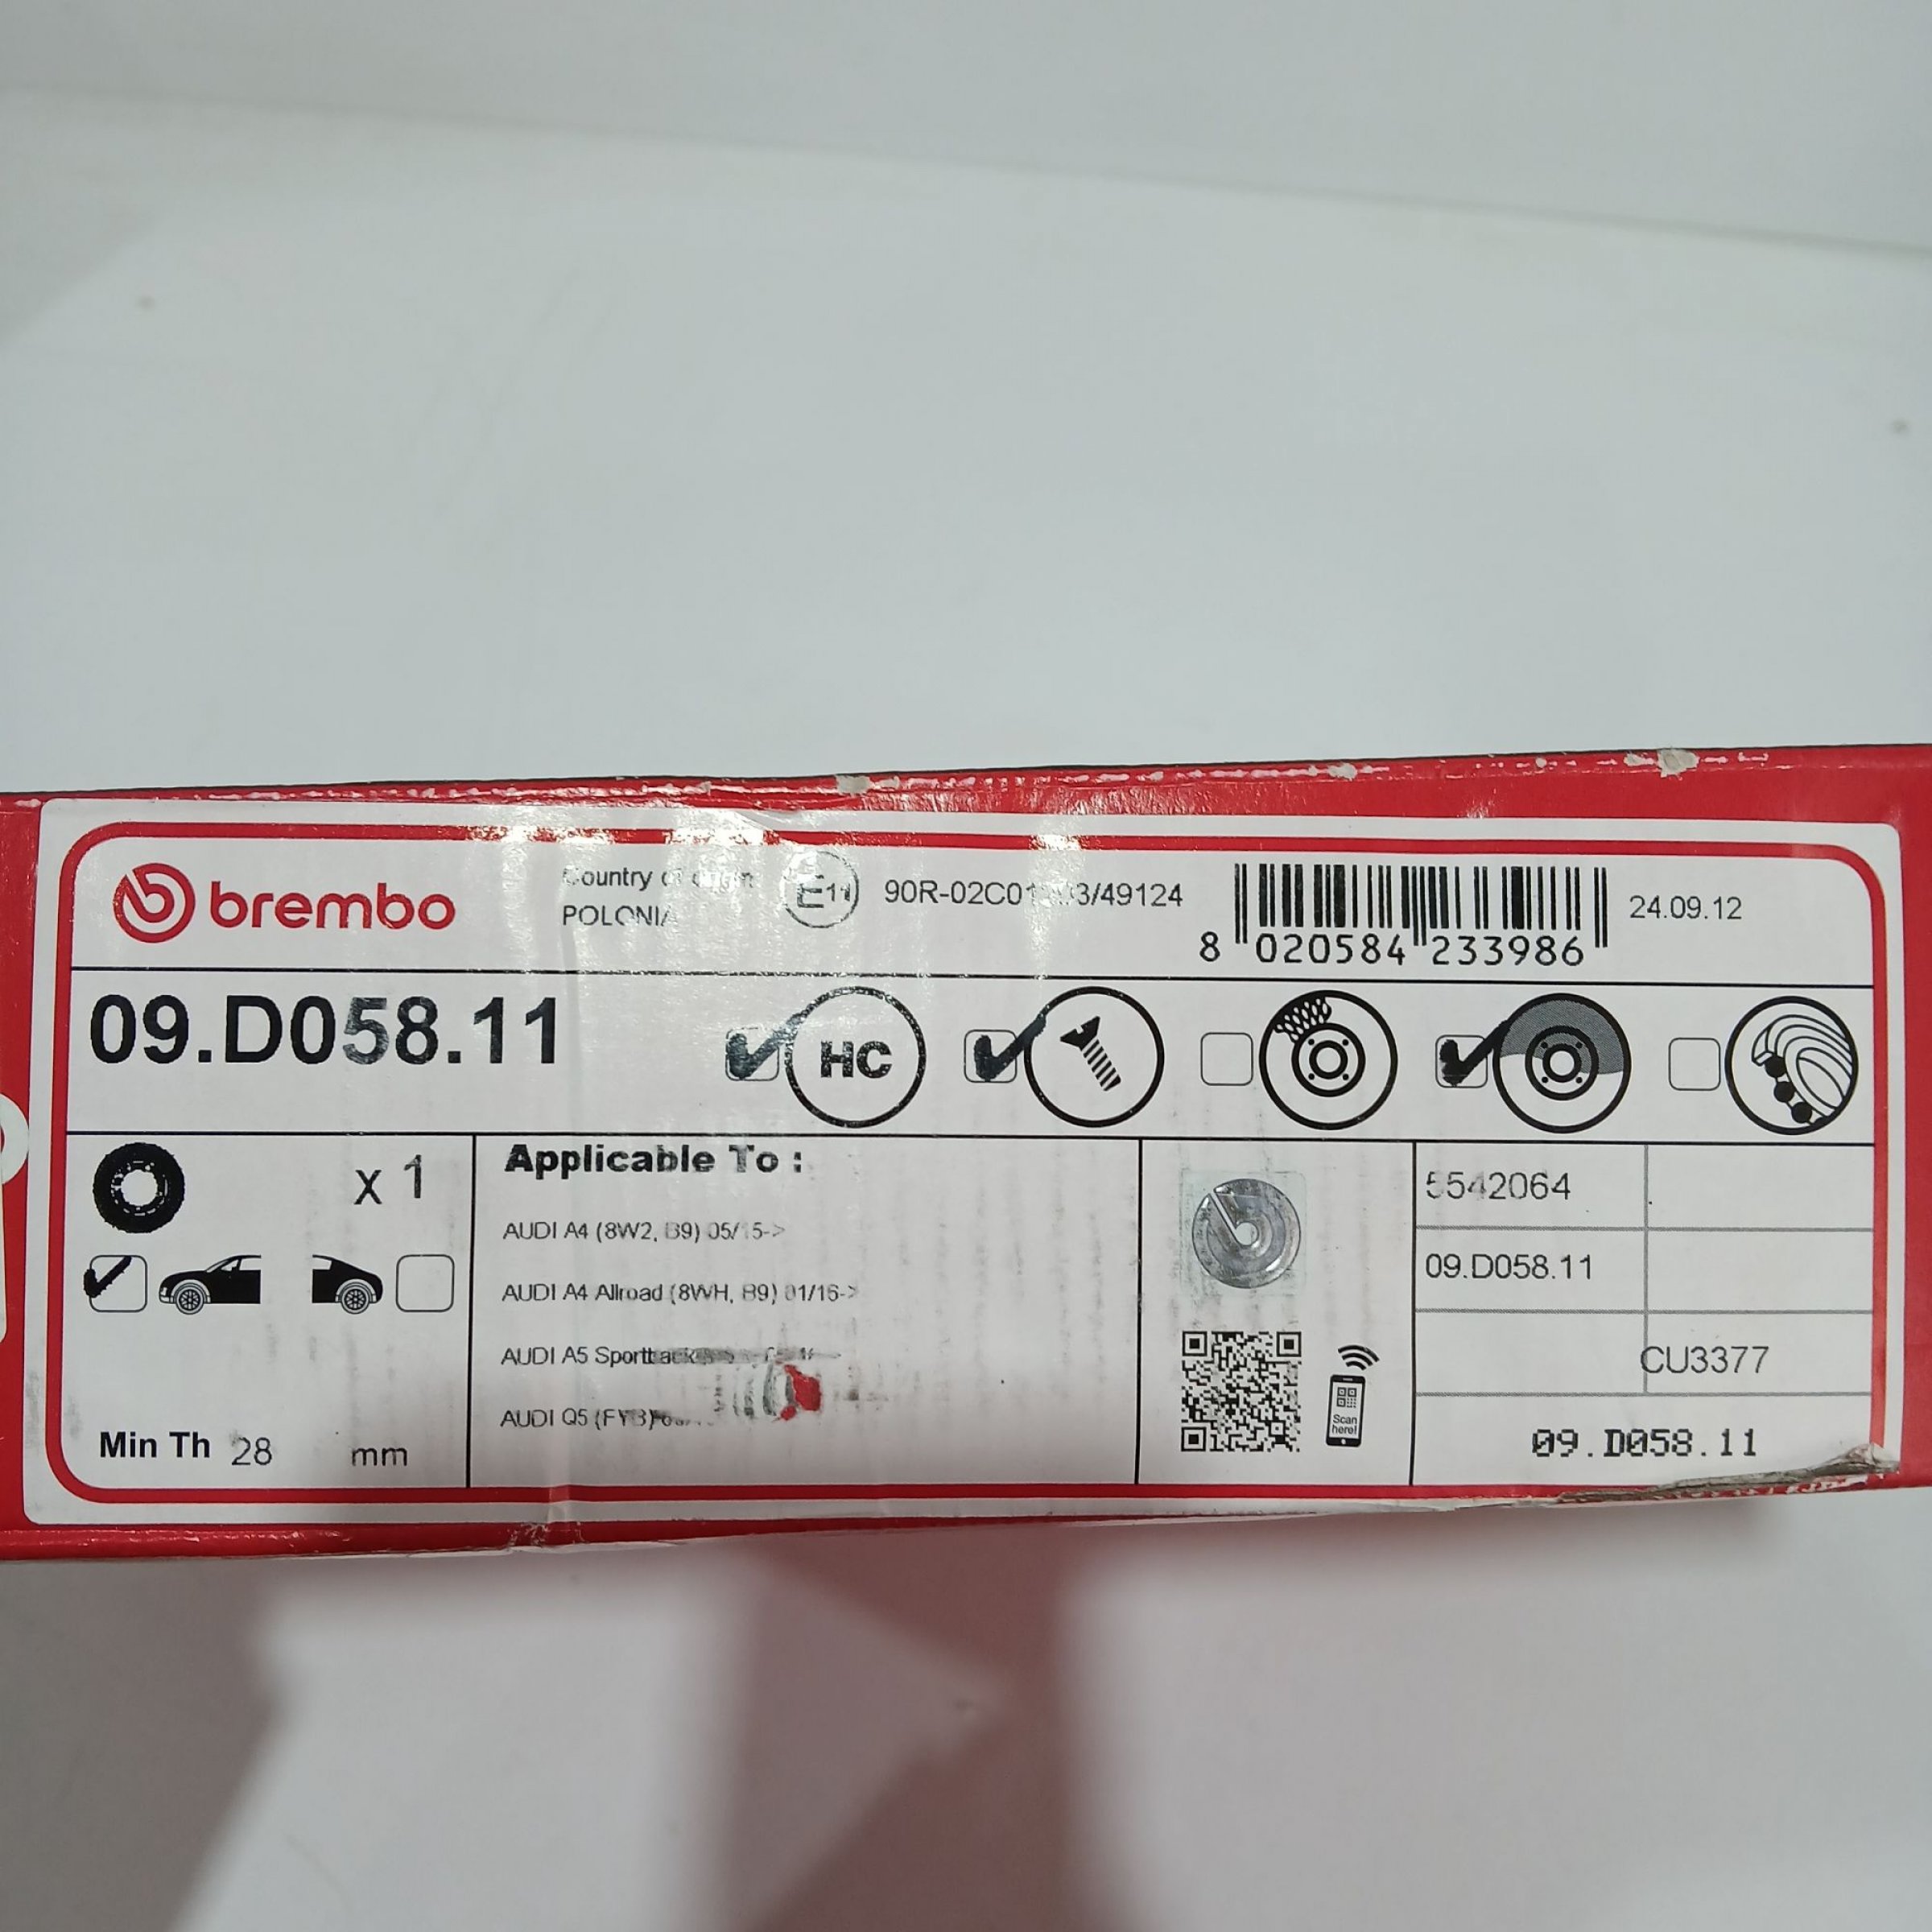 brembo
Country of origin
POLONIA
E11
90R-02C01 /49124
8 020584 233986
24.09.12
09.D058.11
HC
x 1
Min Th 28 mm
Applicable To :
AUDI A4 (8W2, B9) 05/15->
AUDI A4 Allroad (8WH, B9) 01/16->
AUDI A5 Sportback
AUDI Q5 (FYB)
Scan
here!
5542064
09.D058.11
CU3377
09.D058.11